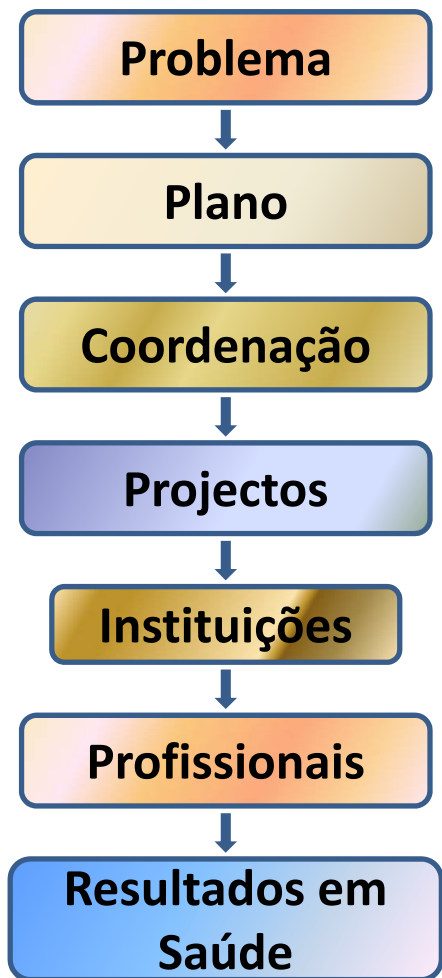 Problema
Plano
Coordenação
Projectos
Instituições
Profissionais
Resultados em
Saúde